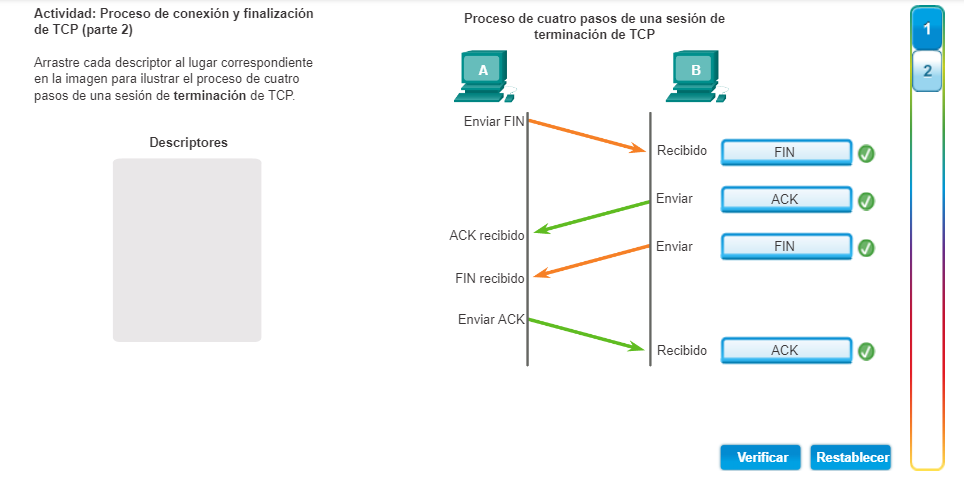 Actividad: Proceso de conexión y finalización
de TCP (parte 2)
Arrastre cada descriptor al lugar correspondiente
en la imagen para ilustrar el proceso de cuatro
pasos de una sesión de terminación de TCP.
Descriptores
Proceso de cuatro pasos de una sesión de
terminación de TCP
A
B
Enviar FIN
Recibido
FIN
Enviar
ACK
ACK recibido
Enviar
FIN
FIN recibido
Enviar ACK
Recibido
ACK
Verificar
Restablecer
1
2